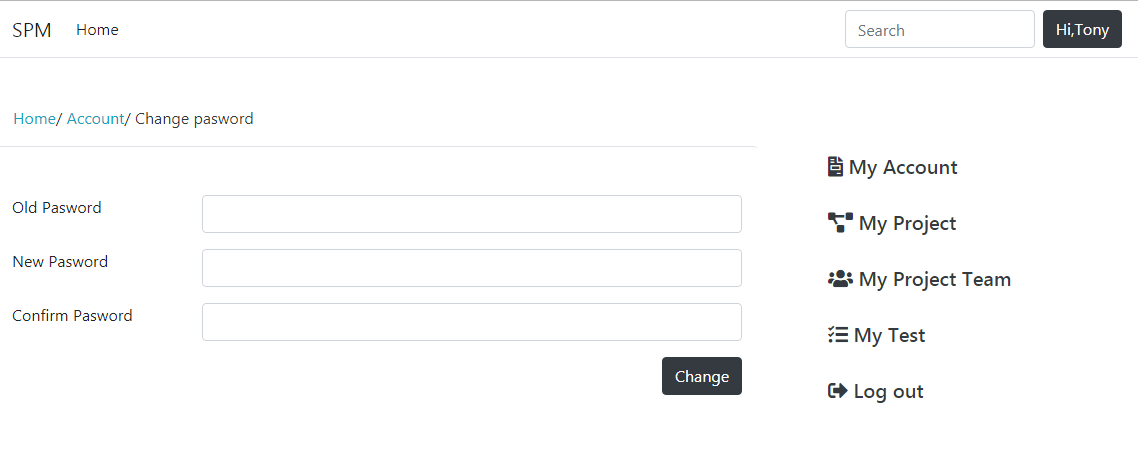 SPM Home Search Hi,Tony
Home/ Account/ Change pasword
My Account
Old Pasword
My Project
New Pasword
My Project Team
Confirm Pasword
My Test
Change
Log out